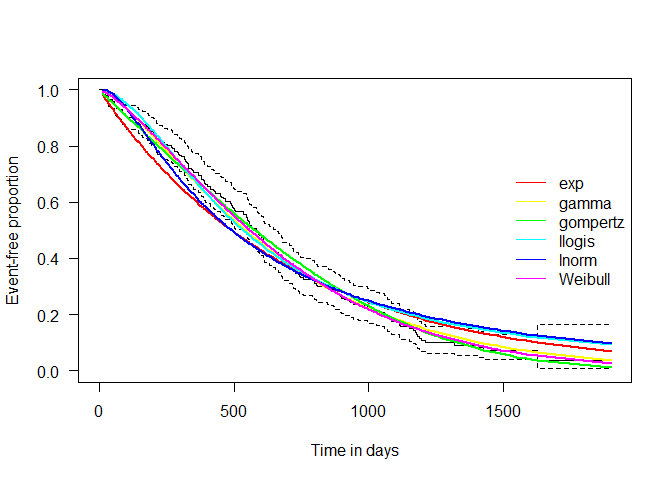 1.0
0.8
0.6
0.4
0.2
0.0
Event-free proportion
exp
gamma
gompertz
llogis
lnorm
Weibull
0 500 1000 1500
Time in days